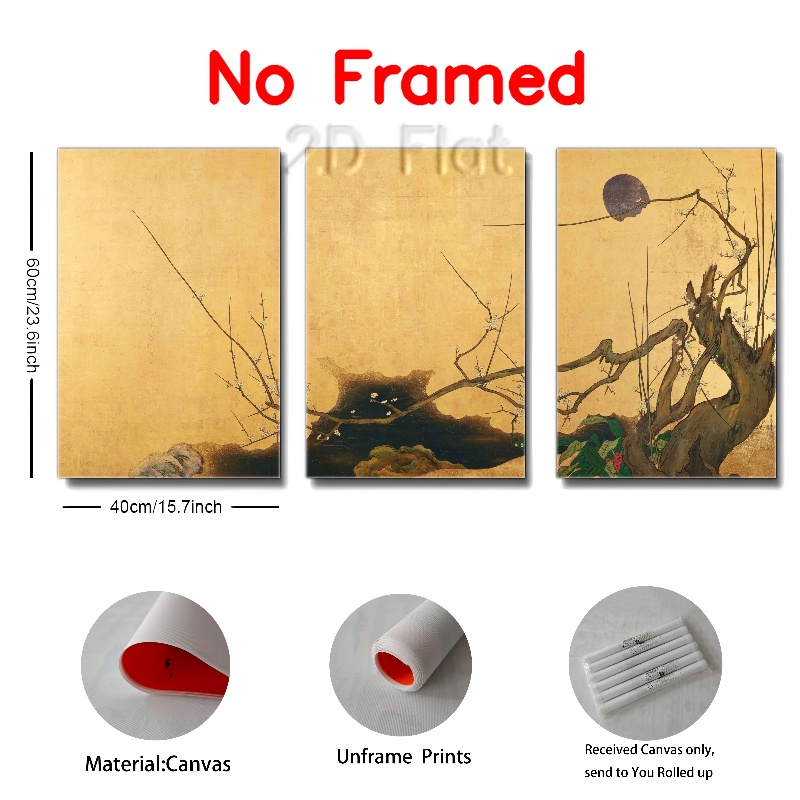 No Framed
2D Flat
60cm/23.6inch
40cm/15.7inch
Material:Canvas
Unframe Prints
Received Canvas only,
send to You Rolled up